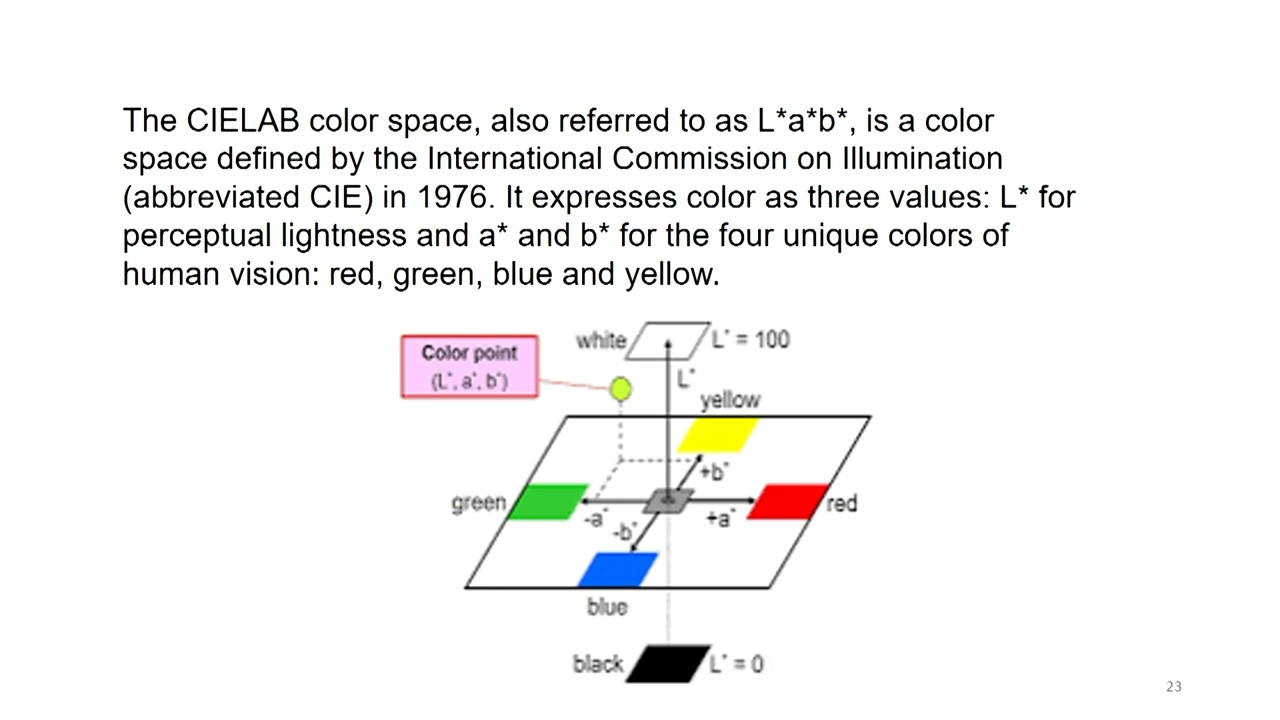 The CIELAB color space, also referred to as L*a*b*, is a color
space defined by the International Commission on Illumination
(abbreviated CIE) in 1976. It expresses color as three values: L* for
perceptual lightness and a* and b* for the four unique colors of
human vision: red, green, blue and yellow.
white L* = 100
Color point
(L*, a*, b*)
L*
yellow
+b*
green -a* +a* red
-b*
blue
black L* = 0
23